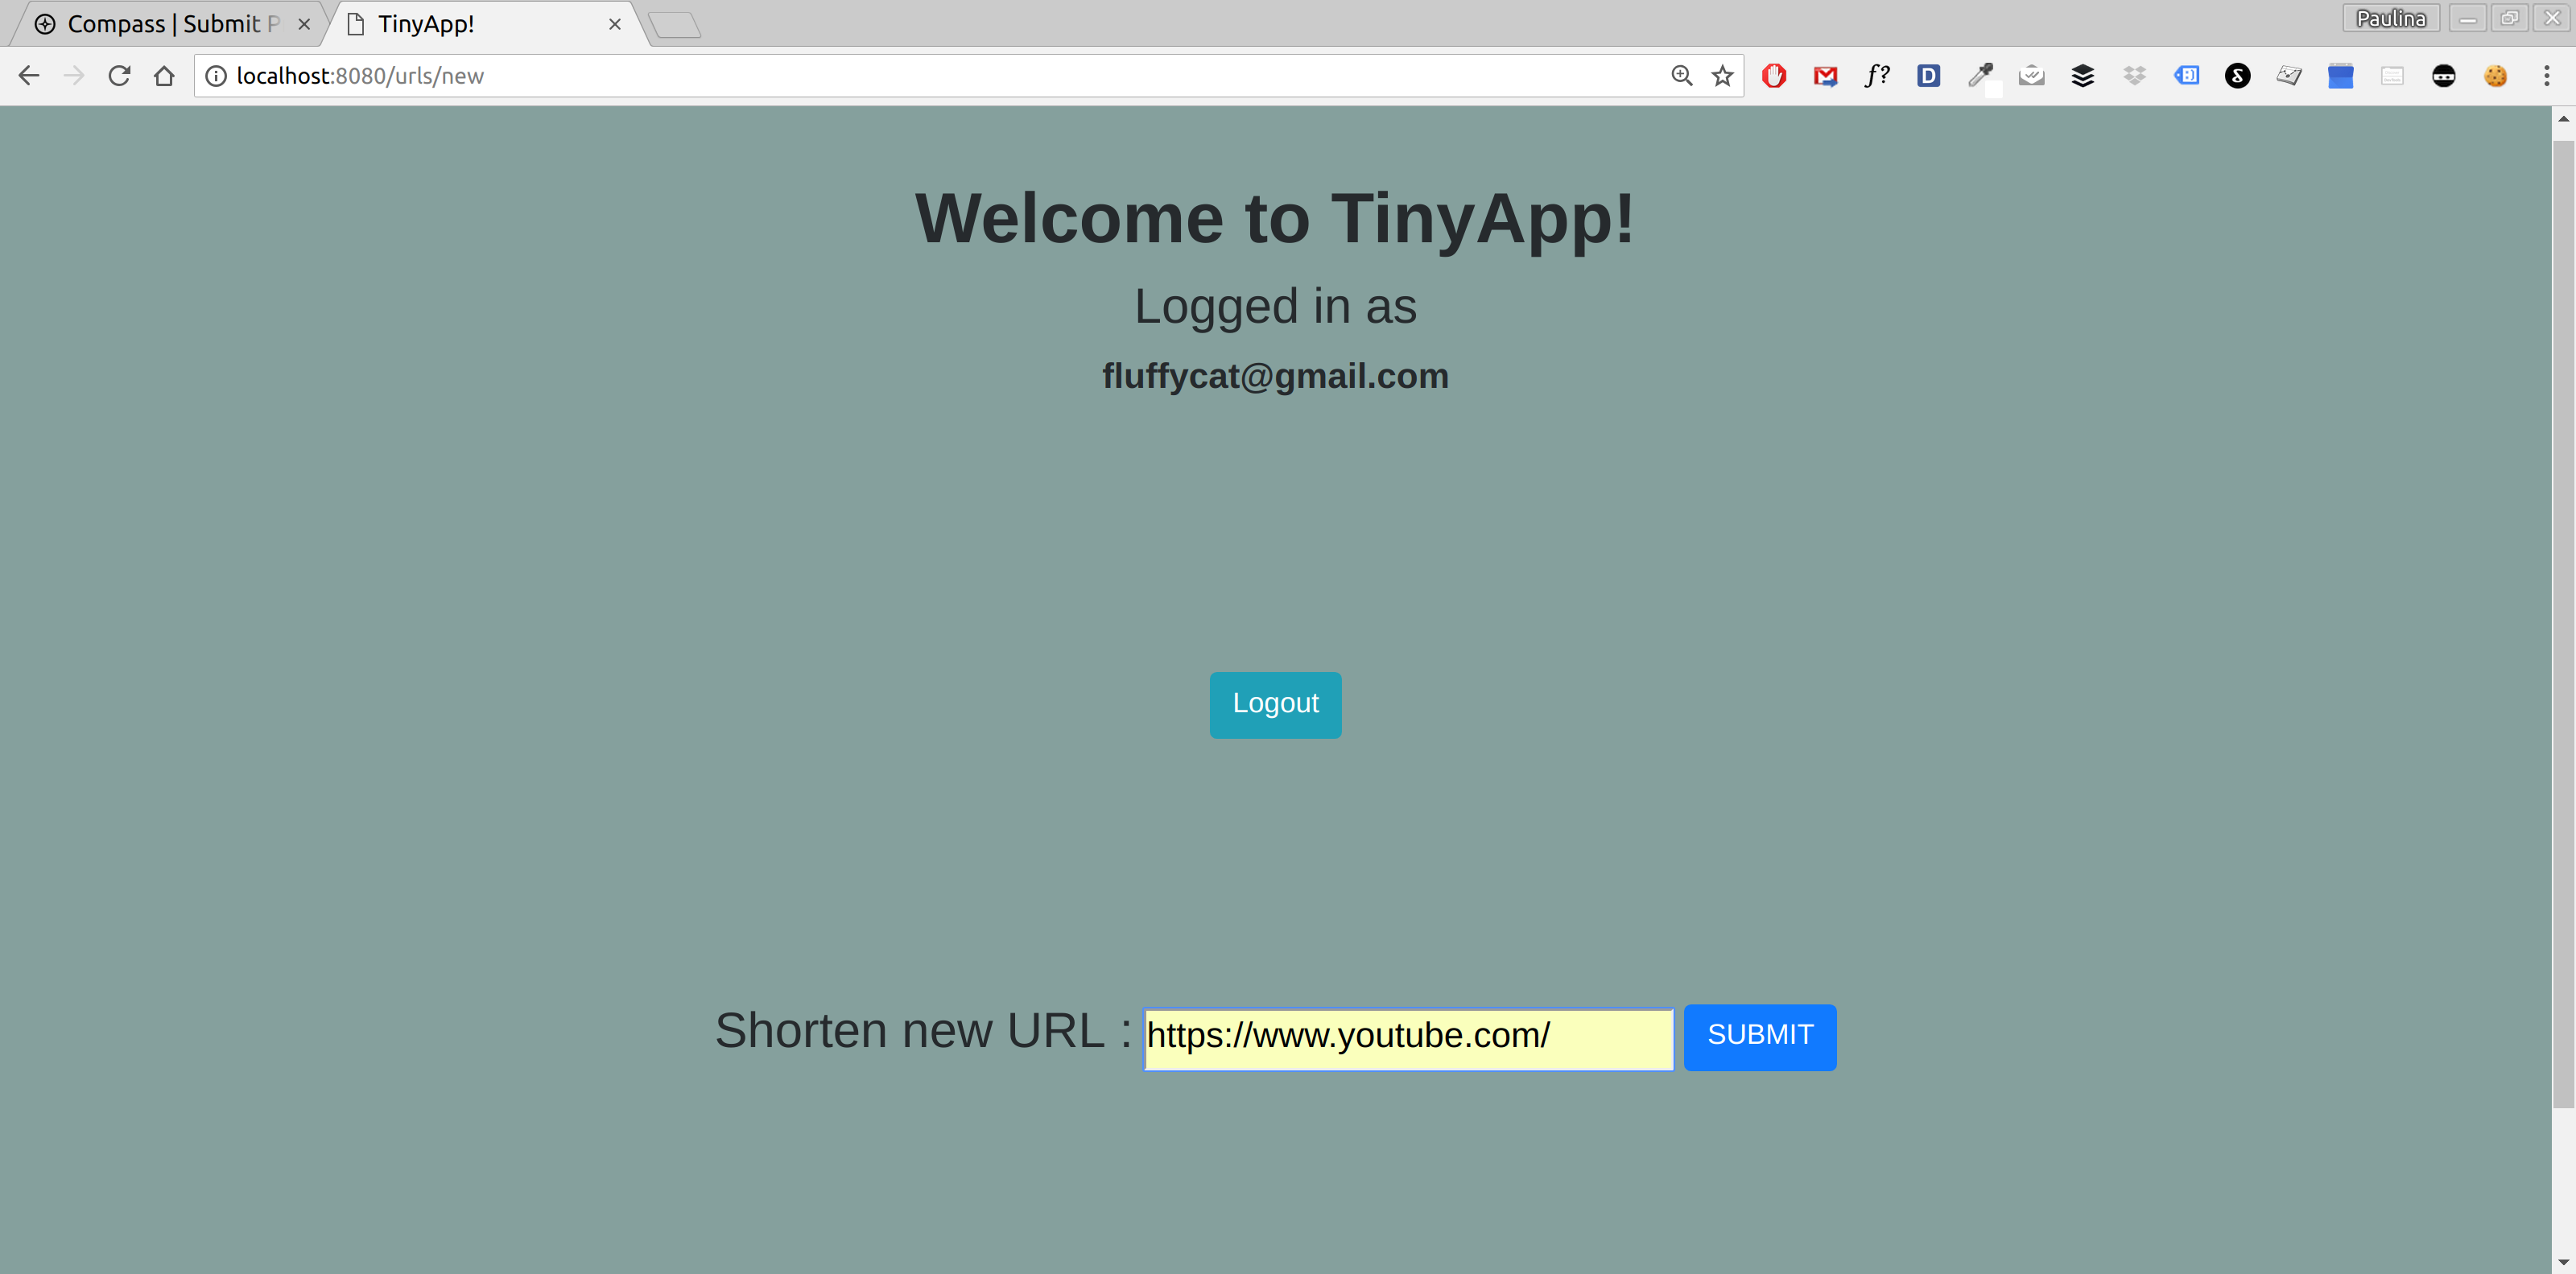 Compass | Submit P
TinyApp!
Paulina
localhost:8080/urls/new
Welcome to TinyApp!
Logged in as
fluffycat@gmail.com
Logout
Shorten new URL : https://www.youtube.com/ SUBMIT